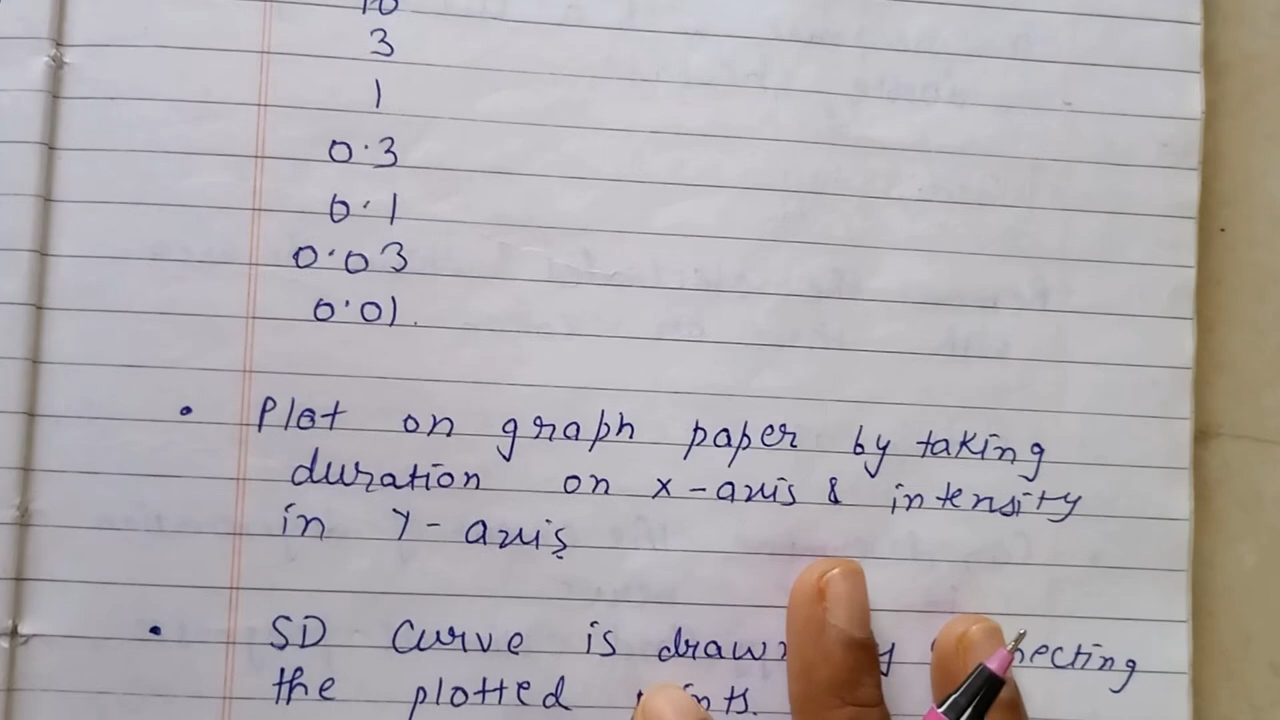 10
3
1
0.3
0.1
0.03
0.01.
• Plot on graph paper by taking
duration on x-axis & intensity
in Y-axis
• SD Curve is drawn
the plotted